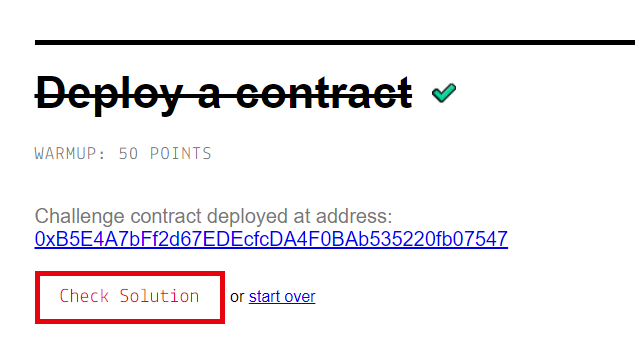 Deploy a contract
WARMUP: 50 POINTS
Challenge contract deployed at address:
0xB5E4A7bFf2d67EDEcfcDA4F0BAb535220fb07547
Check Solution or start over